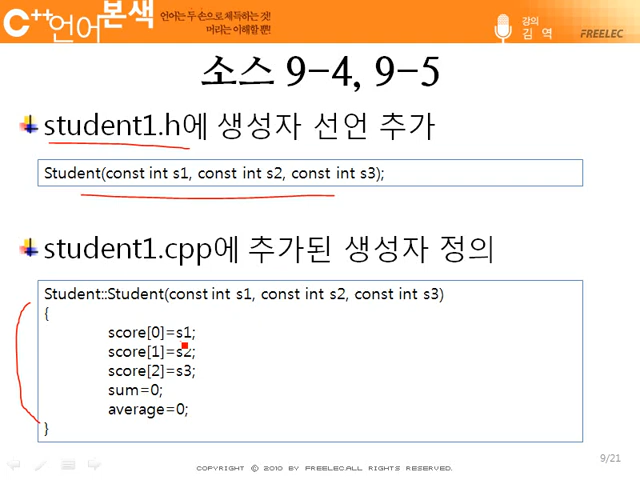 C++언어본색
언어는 두 손으로 체득하는 것!
머리는 이해할 뿐!
강의
김 역
FREELEC
소스 9-4, 9-5
student1.h에 생성자 선언 추가
Student(const int s1, const int s2, const int s3);
student1.cpp에 추가된 생성자 정의
Student::Student(const int s1, const int s2, const int s3)
{
score[0]=s1;
score[1]=s2;
score[2]=s3;
sum=0;
average=0;
}
9/21
COPYRIGHT © 2010 BY FREELEC.ALL RIGHTS RESERVED.